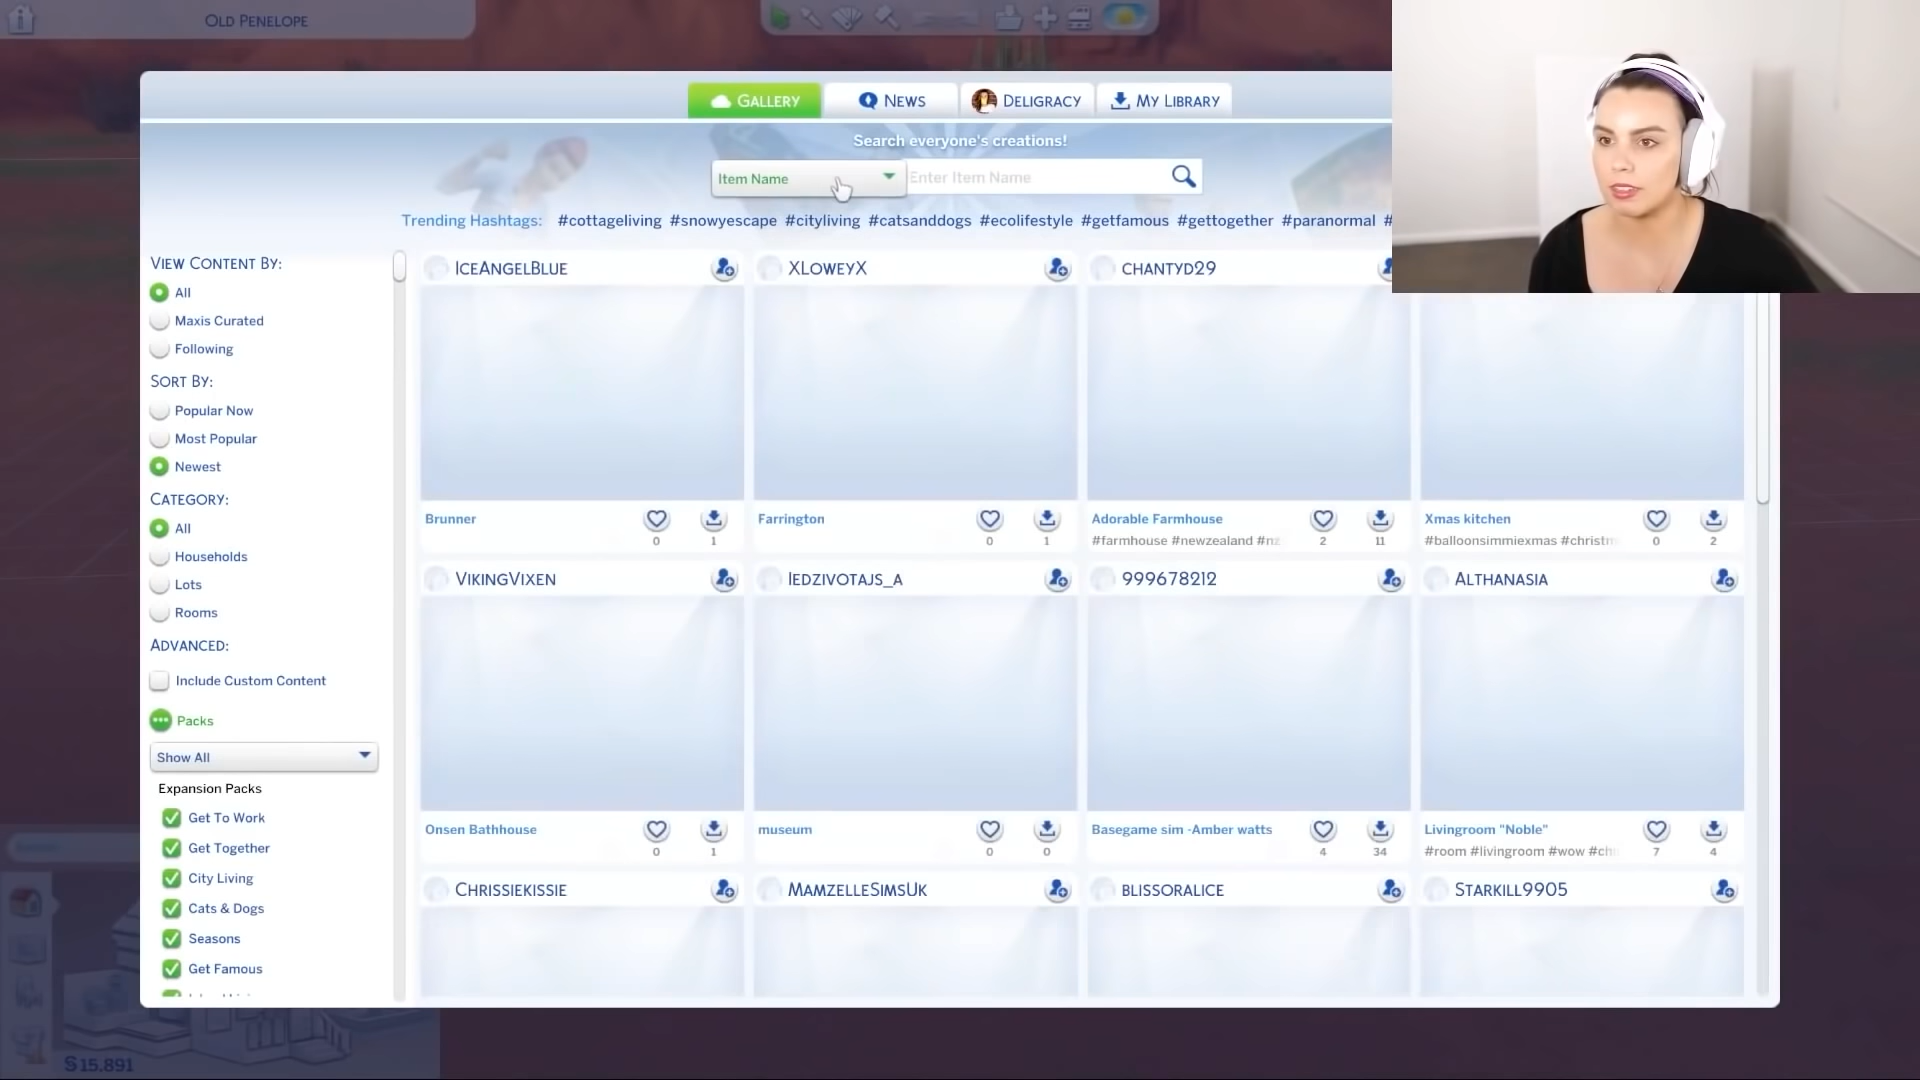 OLD PENELOPE
GALLERY
NEWS
DELIGRACY
MY LIBRARY
Search everyone's creations!
Item Name
Enter Item Name
Trending Hashtags: #cottageliving #snowyescape #cityliving #catsanddogs #ecolifestyle #getfamous #gettogether #paranormal #
VIEW CONTENT BY:
All
Maxis Curated
Following
SORT BY:
Popular Now
Most Popular
Newest
CATEGORY:
All
Households
Lots
Rooms
ADVANCED:
Include Custom Content
Packs
Show All
Expansion Packs
Get To Work
Get Together
City Living
Cats & Dogs
Seasons
Get Famous
ICEANGELBLUE
XLOWEYX
CHANTYD29
Brunner
0
1
Farrington
0
1
Adorable Farmhouse
2
11
#farmhouse #newzealand #nz
Xmas kitchen
0
2
#balloonsimmiexmas #christm
VIKINGVIXEN
IEDZIVOTAJS_A
999678212
ALTHANASIA
Onsen Bathhouse
0
1
museum
0
0
Basegame sim -Amber watts
4
34
Livingroom "Noble"
7
4
#room #livingroom #wow #ch
CHRISSIEKISSIE
MAMZELLESIMSUK
BLISSORALICE
STARKILL9905
§15,891